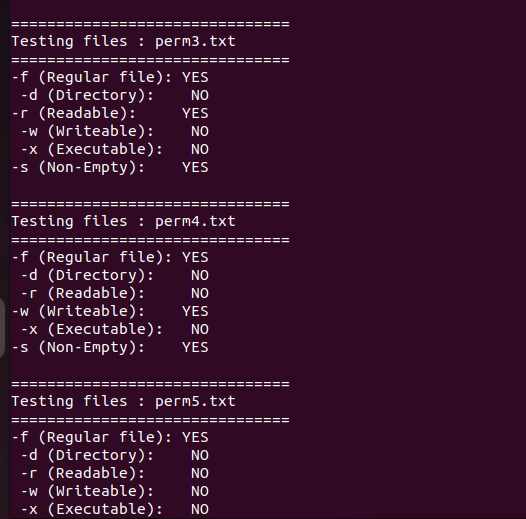 ===============================
Testing files : perm3.txt
===============================
-f (Regular file): YES
 -d (Directory):    NO
-r (Readable):     YES
 -w (Writeable):    NO
 -x (Executable):   NO
-s (Non-Empty):    YES

===============================
Testing files : perm4.txt
===============================
-f (Regular file): YES
 -d (Directory):    NO
 -r (Readable):     NO
-w (Writeable):    YES
 -x (Executable):   NO
-s (Non-Empty):    YES

===============================
Testing files : perm5.txt
===============================
-f (Regular file): YES
 -d (Directory):    NO
 -r (Readable):     NO
 -w (Writeable):    NO
 -x (Executable):   NO